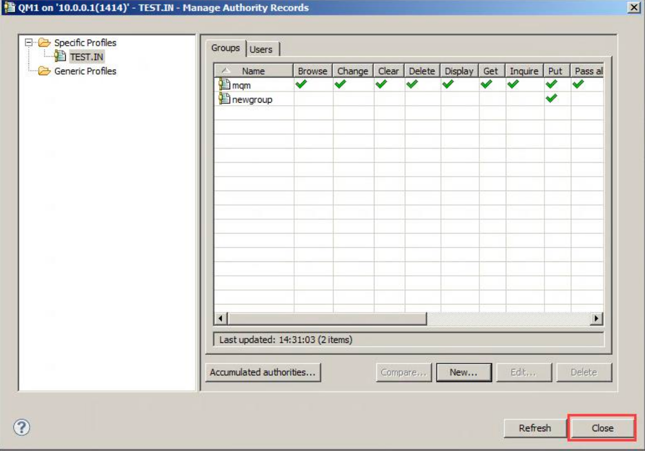 QM1 on '10.0.0.1(1414)' - TEST.IN - Manage Authority Records
Specific Profiles
TEST.IN
Generic Profiles
Groups Users
Name Browse Change Clear Delete Display Get Inquire Put Pass al
mqm
newgroup
Last updated: 14:31:03 (2 items)
Accumulated authorities... Compare... New... Edit... Delete
Refresh Close